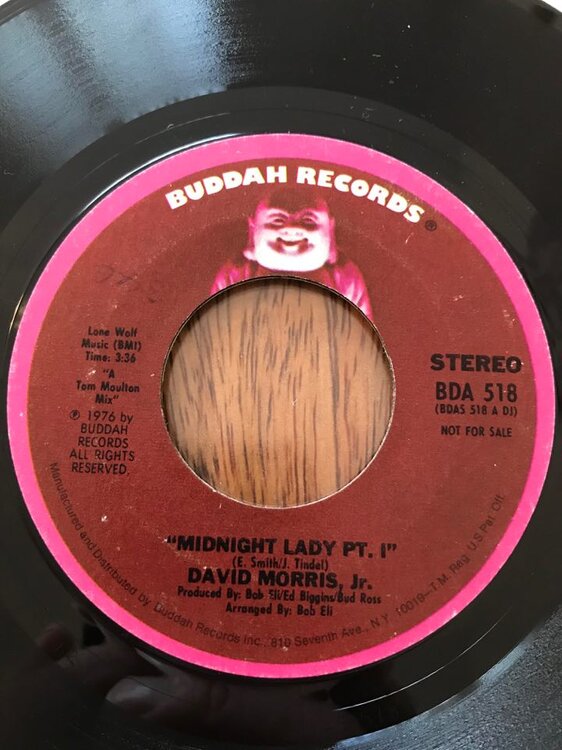 BUDDAH RECORDS®
Lone Wolf
Music (BMI)
Time: 3:36
"A
Tom Moulton
Mix"
℗ 1976 by
BUDDAH
RECORDS
ALL RIGHTS
RESERVED.
STEREO
BDA 518
(BDAS 518 A DJ)
NOT FOR SALE
"MIDNIGHT LADY PT. I"
(E. Smith/J. Tindel)
DAVID MORRIS, Jr.
Produced By: Bob Eli/Ed Biggins/Bud Ross
Arranged By: Bob Eli
Manufactured and Distributed by Buddah Records Inc., 810 Seventh Ave., N.Y. 10019-T.M. Reg. U.S. Pat. Off.